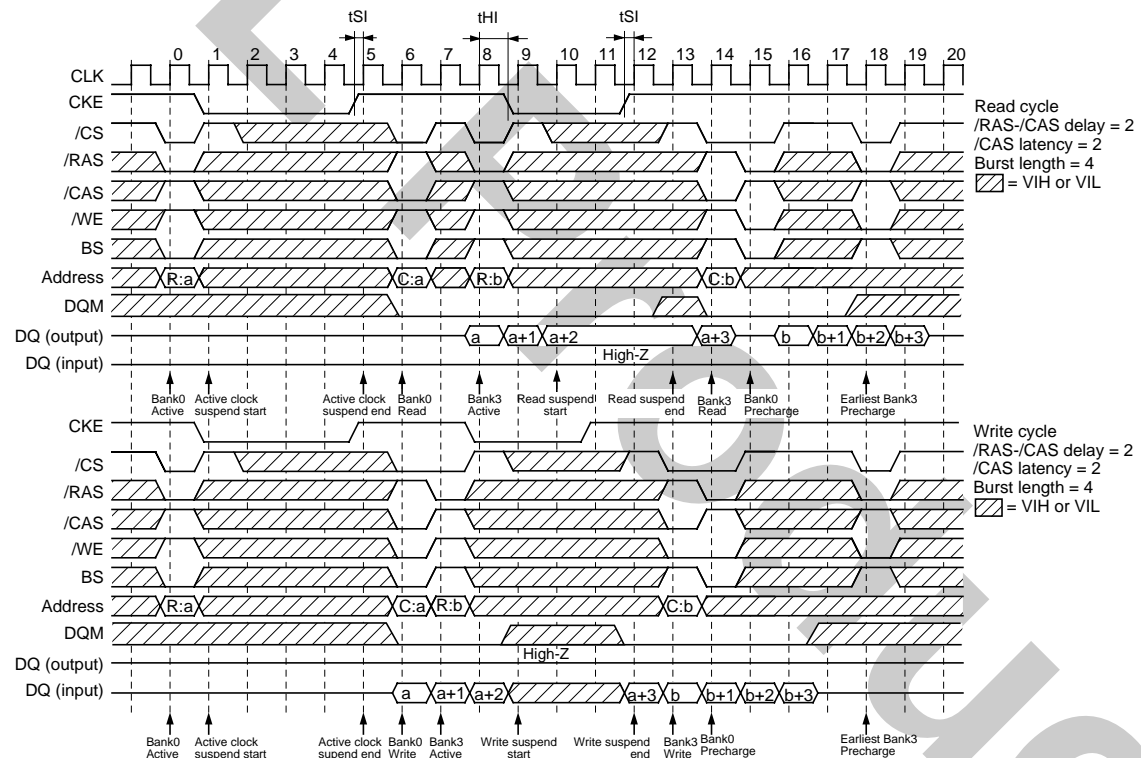 tSI tHI tSI
0 1 2 3 4 5 6 7 8 9 10 11 12 13 14 15 16 17 18 19 20
CLK
CKE
/CS
/RAS
/CAS
/WE
BS
Address R:a C:a R:b C:b
DQM
DQ (output) a a+1 a+2 a+3 b b+1 b+2 b+3
High-Z
DQ (input)
Bank0 Active
Active clock suspend start
Active clock suspend end
Bank0 Read
Bank3 Active
Read suspend start
Read suspend end
Bank3 Read
Bank0 Precharge
Earliest Bank3 Precharge
Read cycle
/RAS-/CAS delay = 2
/CAS latency = 2
Burst length = 4
= VIH or VIL
CKE
/CS
/RAS
/CAS
/WE
BS
Address R:a C:a R:b C:b
DQM
High-Z
DQ (output)
DQ (input) a a+1 a+2 a+3 b b+1 b+2 b+3
Bank0 Active
Active clock suspend start
Active clock supend end
Bank0 Write
Bank3 Active
Write suspend start
Write suspend end
Bank3 Write
Bank0 Precharge
Earliest Bank3 Precharge
Write cycle
/RAS-/CAS delay = 2
/CAS latency = 2
Burst length = 4
= VIH or VIL